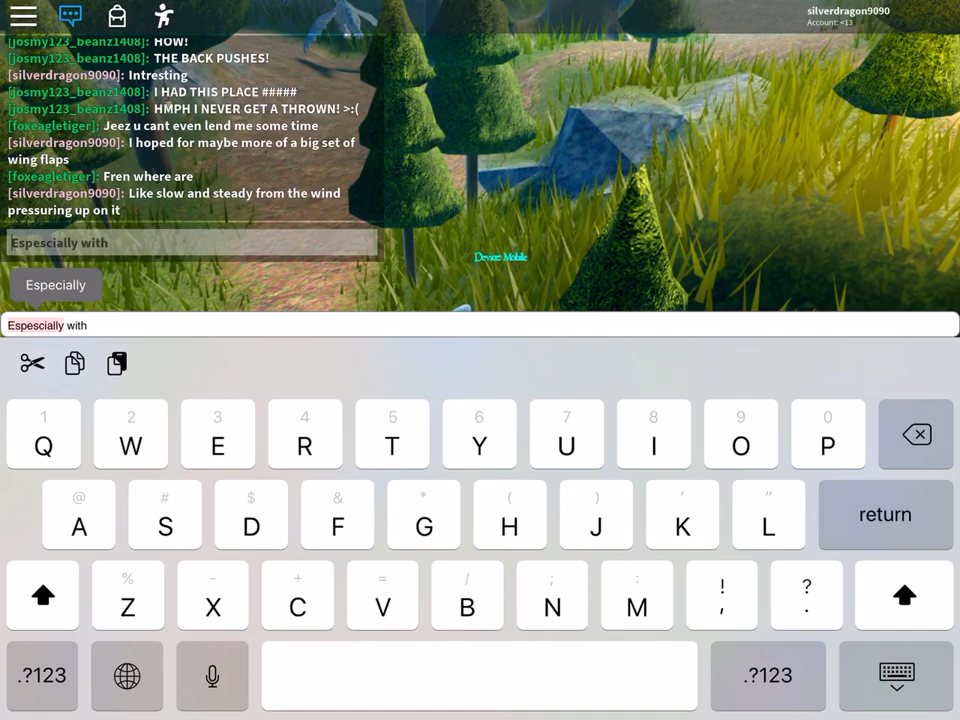 silverdragon9090
Account: <13
[josmy123_beanz1408]: HOW!
[josmy123_beanz1408]: THE BACK PUSHES!
[silverdragon9090]: Intresting
[josmy123_beanz1408]: I HAD THIS PLACE #####
[josmy123_beanz1408]: HMPH I NEVER GET A THROWN! >:(
[foxeagletiger]: Jeez u cant even lend me some time
[silverdragon9090]: I hoped for maybe more of a big set of
wing flaps
[foxeagletiger]: Fren where are
[silverdragon9090]: Like slow and steady from the wind
pressuring up on it
Espescially with
Device: Mobile
Especially
Espescially with
1 2 3 4 5 6 7 8 9 0
Q W E R T Y U I O P
@ # $ & * ( ) ' "
A S D F G H J K L return
% - + = / ; : ! ?
Z X C V B N M , .
.?123 .?123